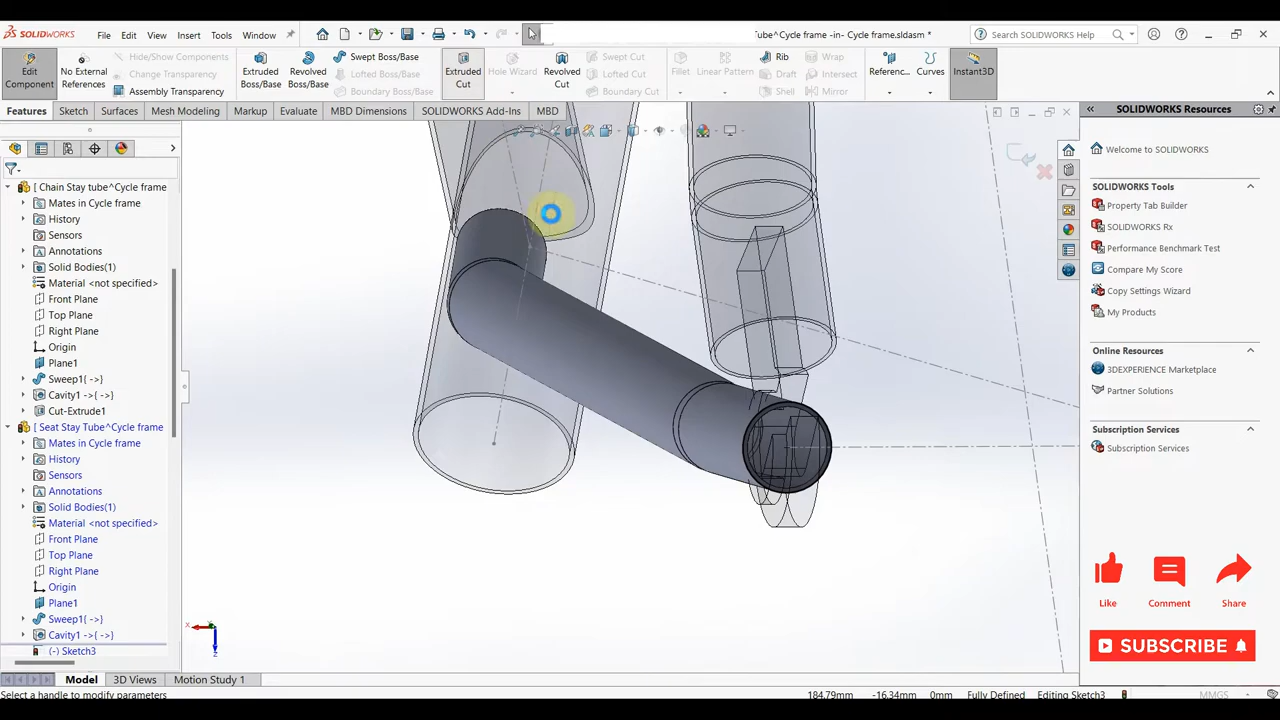 SOLIDWORKS File Edit View Insert Tools Window Tube^Cycle frame -in- Cycle frame.sldasm * Search SOLIDWORKS Help
Edit Component
No External References
Hide/Show Components
Change Transparency
Assembly Transparency
Extruded Boss/Base
Revolved Boss/Base
Swept Boss/Base
Lofted Boss/Base
Boundary Boss/Base
Extruded Cut
Hole Wizard
Revolved Cut
Swept Cut
Lofted Cut
Boundary Cut
Fillet
Linear Pattern
Rib
Draft
Shell
Wrap
Intersect
Mirror
Referenc...
Curves
Instant3D
Features Sketch Surfaces Mesh Modeling Evaluate MBD Dimensions SOLIDWORKS Add-Ins MBD
[ Chain Stay tube^Cycle frame
Mates in Cycle frame
History
Sensors
Annotations
Solid Bodies(1)
Material <not specified>
Front Plane
Top Plane
Right Plane
Origin
Plane1
Sweep1{ ->}
Cavity1 ->{ ->}
Cut-Extrude1
[ Seat Stay Tube^Cycle frame
Mates in Cycle frame
History
Sensors
Annotations
Solid Bodies(1)
Material <not specified>
Front Plane
Top Plane
Right Plane
Origin
Plane1
Sweep1{ ->}
Cavity1 ->{ ->}
(-) Sketch3
x
z
SOLIDWORKS Resources
Welcome to SOLIDWORKS
SOLIDWORKS Tools
Property Tab Builder
SOLIDWORKS Rx
Performance Benchmark Test
Compare My Score
Copy Settings Wizard
My Products
Online Resources
3DEXPERIENCE Marketplace
Partner Solutions
Subscription Services
Subscription Services
Like Comment Share
SUBSCRIBE
Model 3D Views Motion Study 1
Select a handle to modify parameters 184.79mm -16.34mm 0mm Fully Defined Editing Sketch3 MMGS